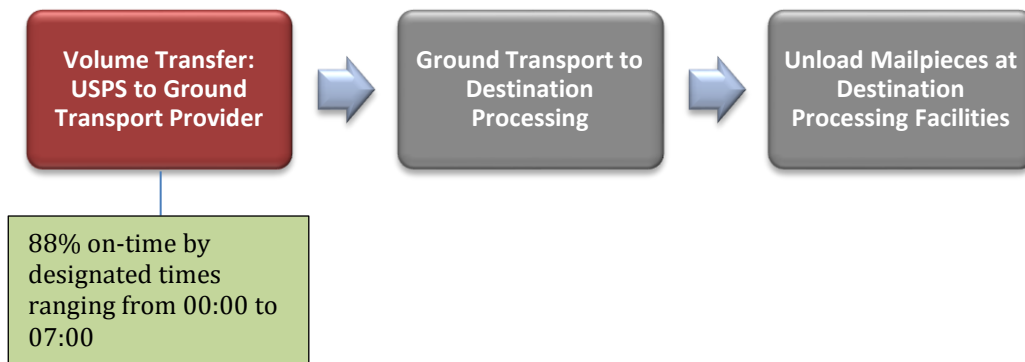 Volume Transfer:
USPS to Ground
Transport Provider
Ground Transport to
Destination
Processing
Unload Mailpieces at
Destination
Processing Facilities
88% on-time by
designated times
ranging from 00:00 to
07:00